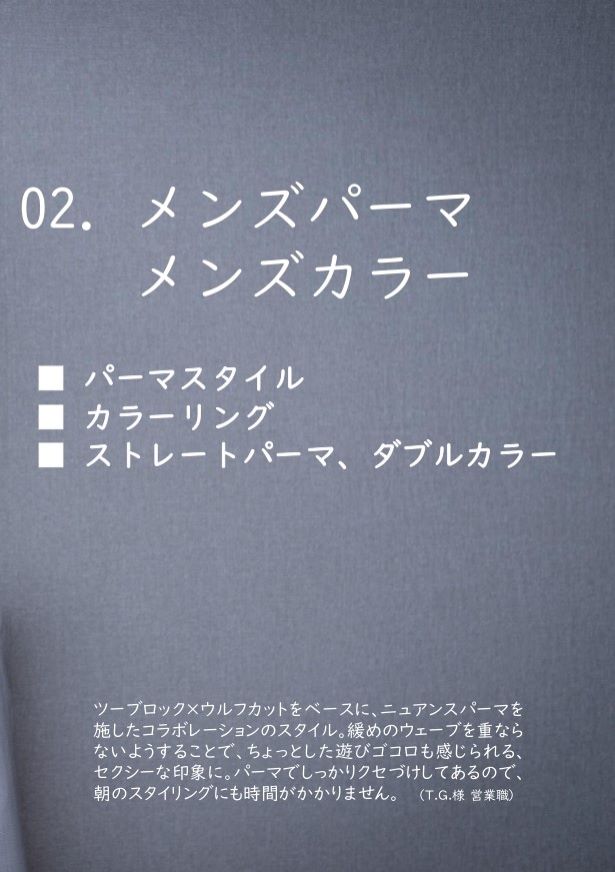 02. メンズパーマ
メンズカラー
■ パーマスタイル
■ カラーリング
■ ストレートパーマ、ダブルカラー
ツーブロック×ウルフカットをベースに、ニュアンスパーマを
施したコラボレーションのスタイル。緩めのウェーブを重なら
ないようすることで、ちょっとした遊びゴコロも感じられる、
セクシーな印象に。パーマでしっかりクセづけしてあるので、
朝のスタイリングにも時間がかかりません。 (T.G.様 営業職)